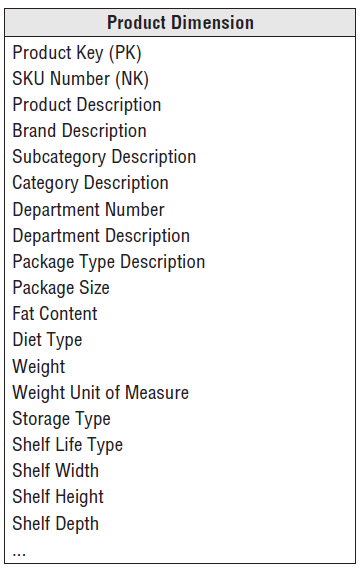 Product Dimension
Product Key (PK)
SKU Number (NK)
Product Description
Brand Description
Subcategory Description
Category Description
Department Number
Department Description
Package Type Description
Package Size
Fat Content
Diet Type
Weight
Weight Unit of Measure
Storage Type
Shelf Life Type
Shelf Width
Shelf Height
Shelf Depth
...